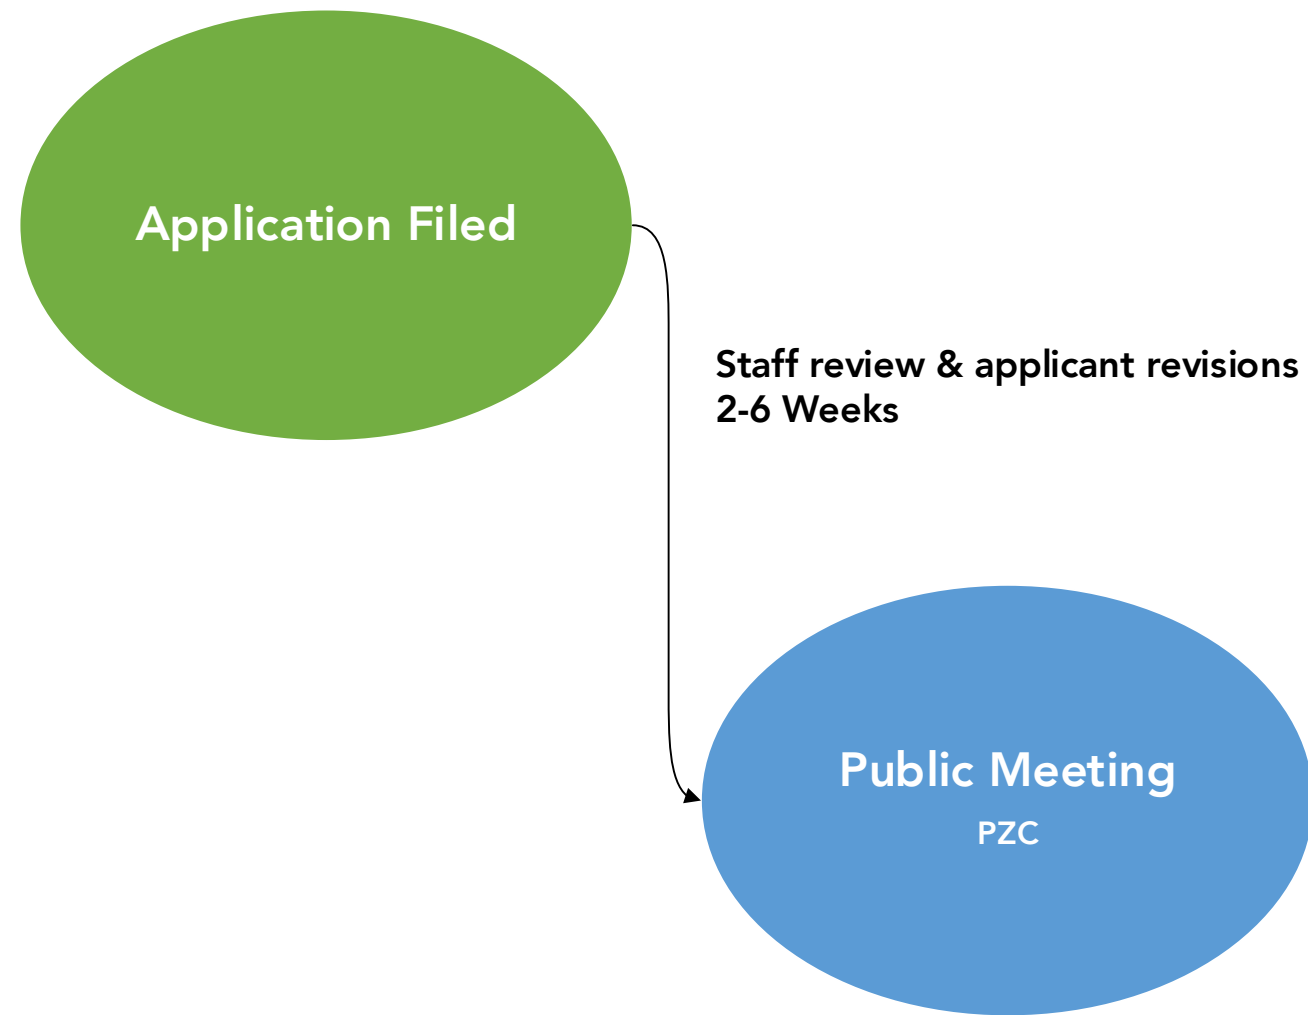 Application Filed
Staff review & applicant revisions
2-6 Weeks
Public Meeting
PZC